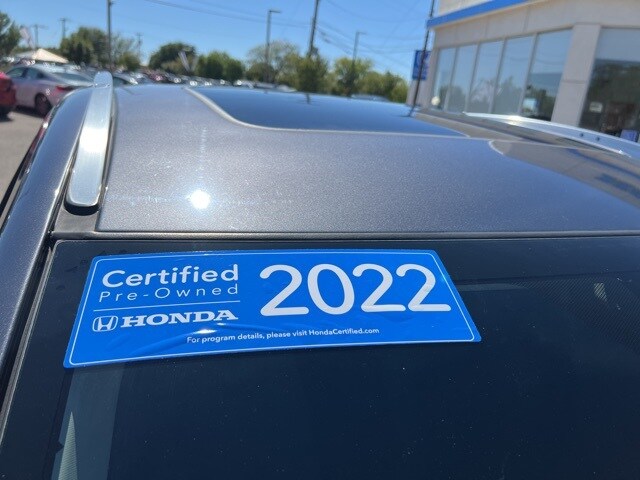 Certified
Pre-Owned
HONDA
2022
For program details, please visit HondaCertified.com